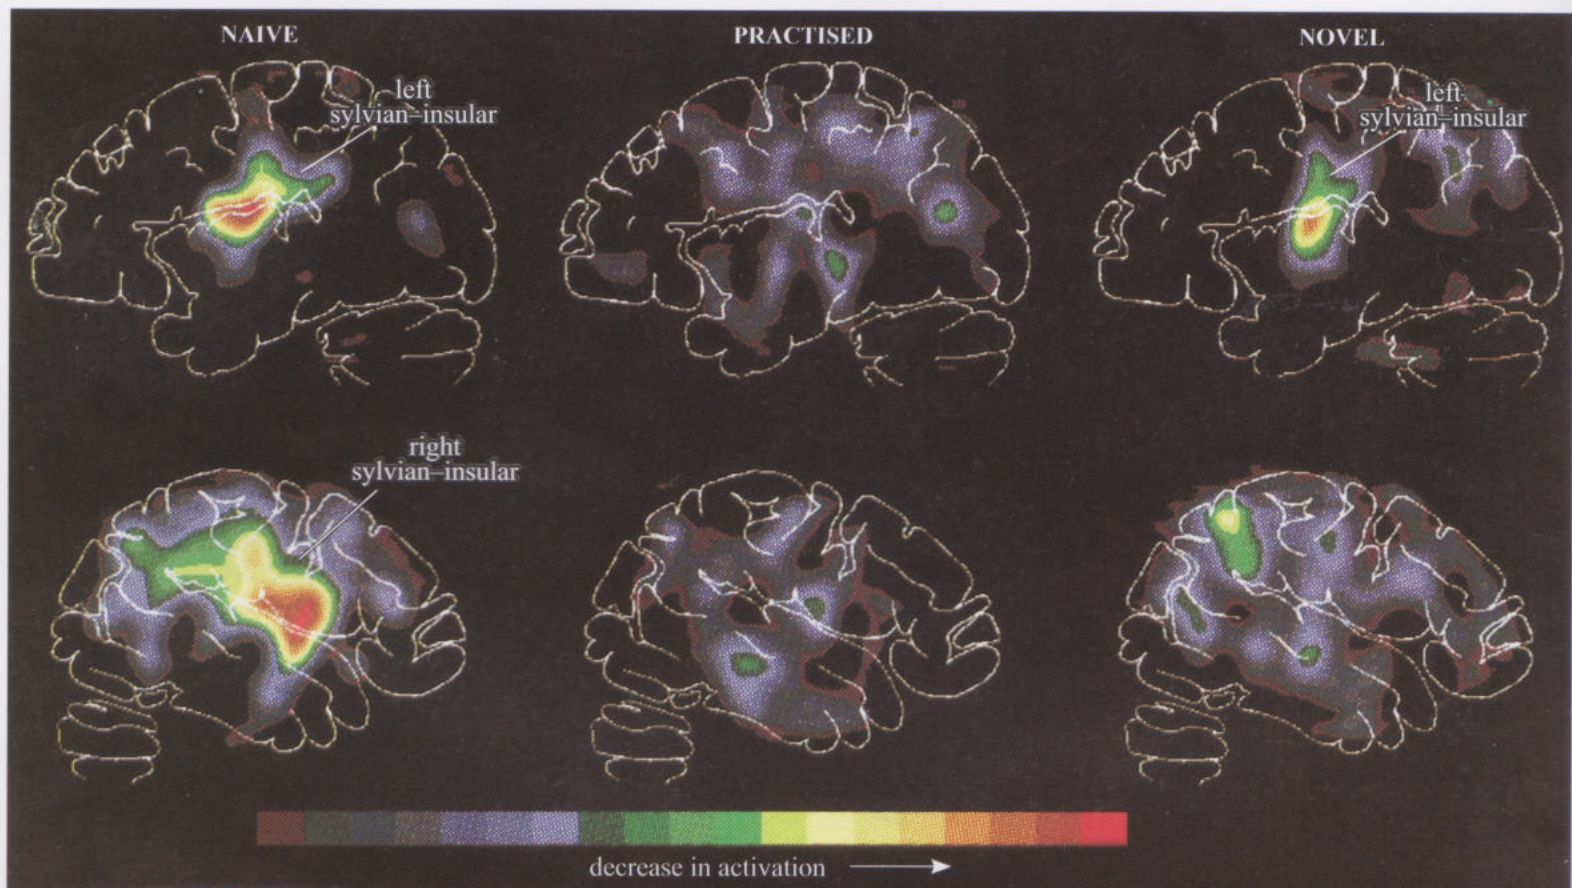 NAIVE
PRACTISED
NOVEL
left
sylvian–insular
left
sylvian–insular
right
sylvian–insular
decrease in activation